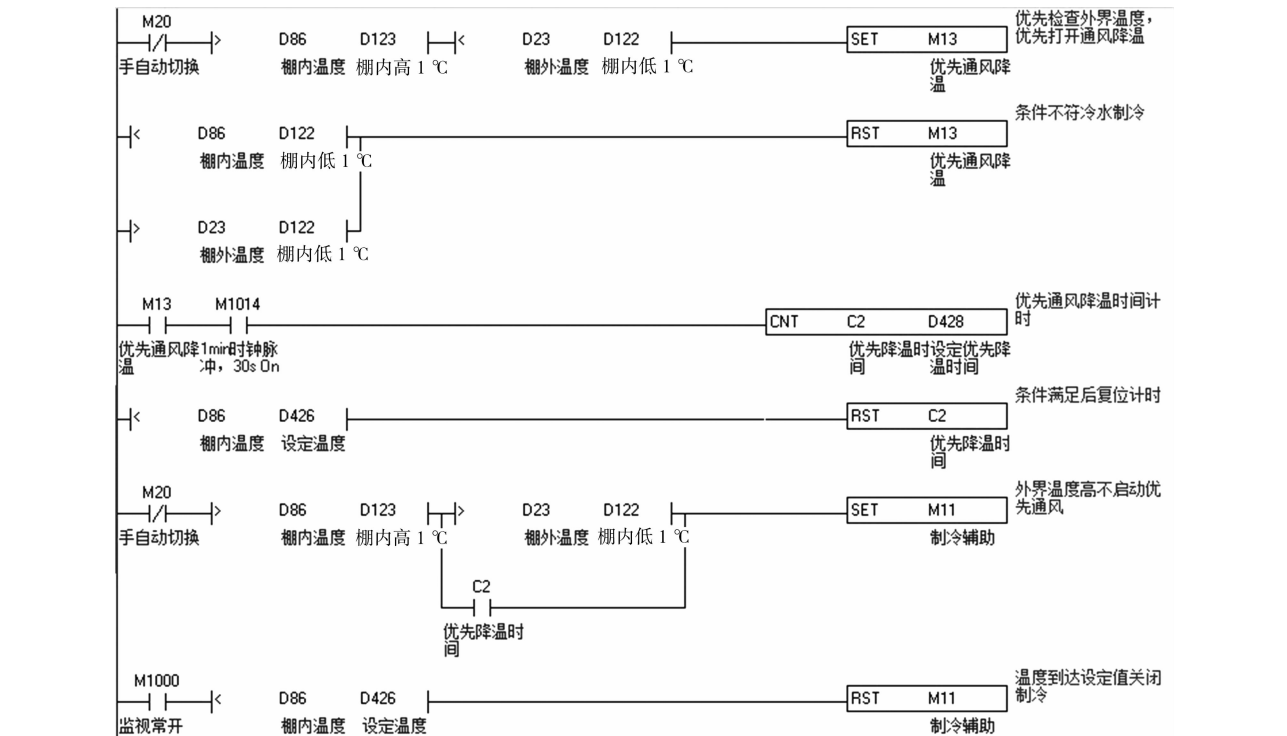 M20
> D86 D123 < D23 D122 SET M13
手自动切换 棚内温度 棚内高 1 ℃ 棚外温度 棚内低 1 ℃ 优先通风降
温
优先检查外界温度，
优先打开通风降温
< D86 D122 RST M13
棚内温度 棚内低 1 ℃ 优先通风降
温
条件不符冷水制冷
> D23 D122
棚外温度 棚内低 1 ℃
M13 M1014
CNT C2 D428
优先通风降 1min时钟脉 优先降温时 设定优先降
温 冲，30s On 间 温时间
优先通风降温时间计
时
< D86 D426 RST C2
棚内温度 设定温度 优先降温时
间
条件满足后复位计时
M20
> D86 D123 > D23 D122 SET M11
手自动切换 棚内温度 棚内高 1 ℃ 棚外温度 棚内低 1 ℃ 制冷辅助
外界温度高不启动优
先通风
C2
优先降温时
间
M1000
< D86 D426 RST M11
监视常开 棚内温度 设定温度 制冷辅助
温度到达设定值关闭
制冷